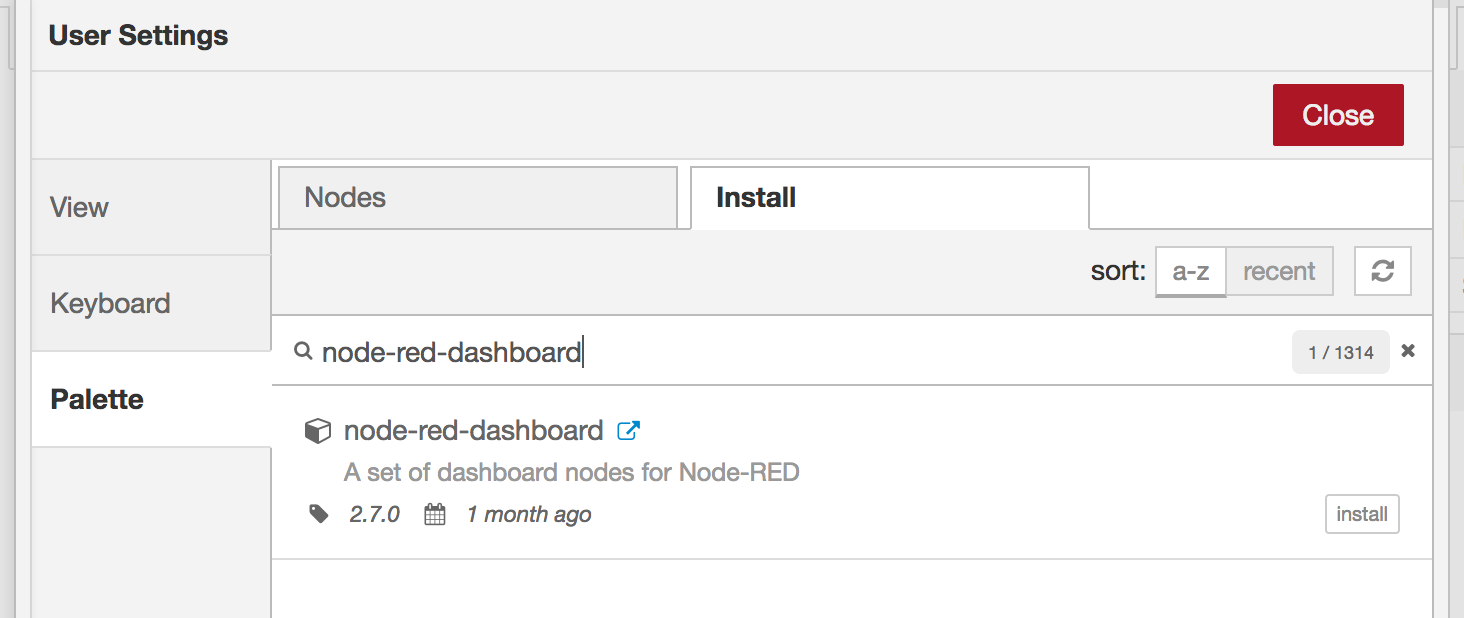 User Settings
Close
View
Keyboard
Palette
Nodes
Install
sort: a-z recent
node-red-dashboard
1 / 1314
node-red-dashboard
A set of dashboard nodes for Node-RED
2.7.0 1 month ago
install